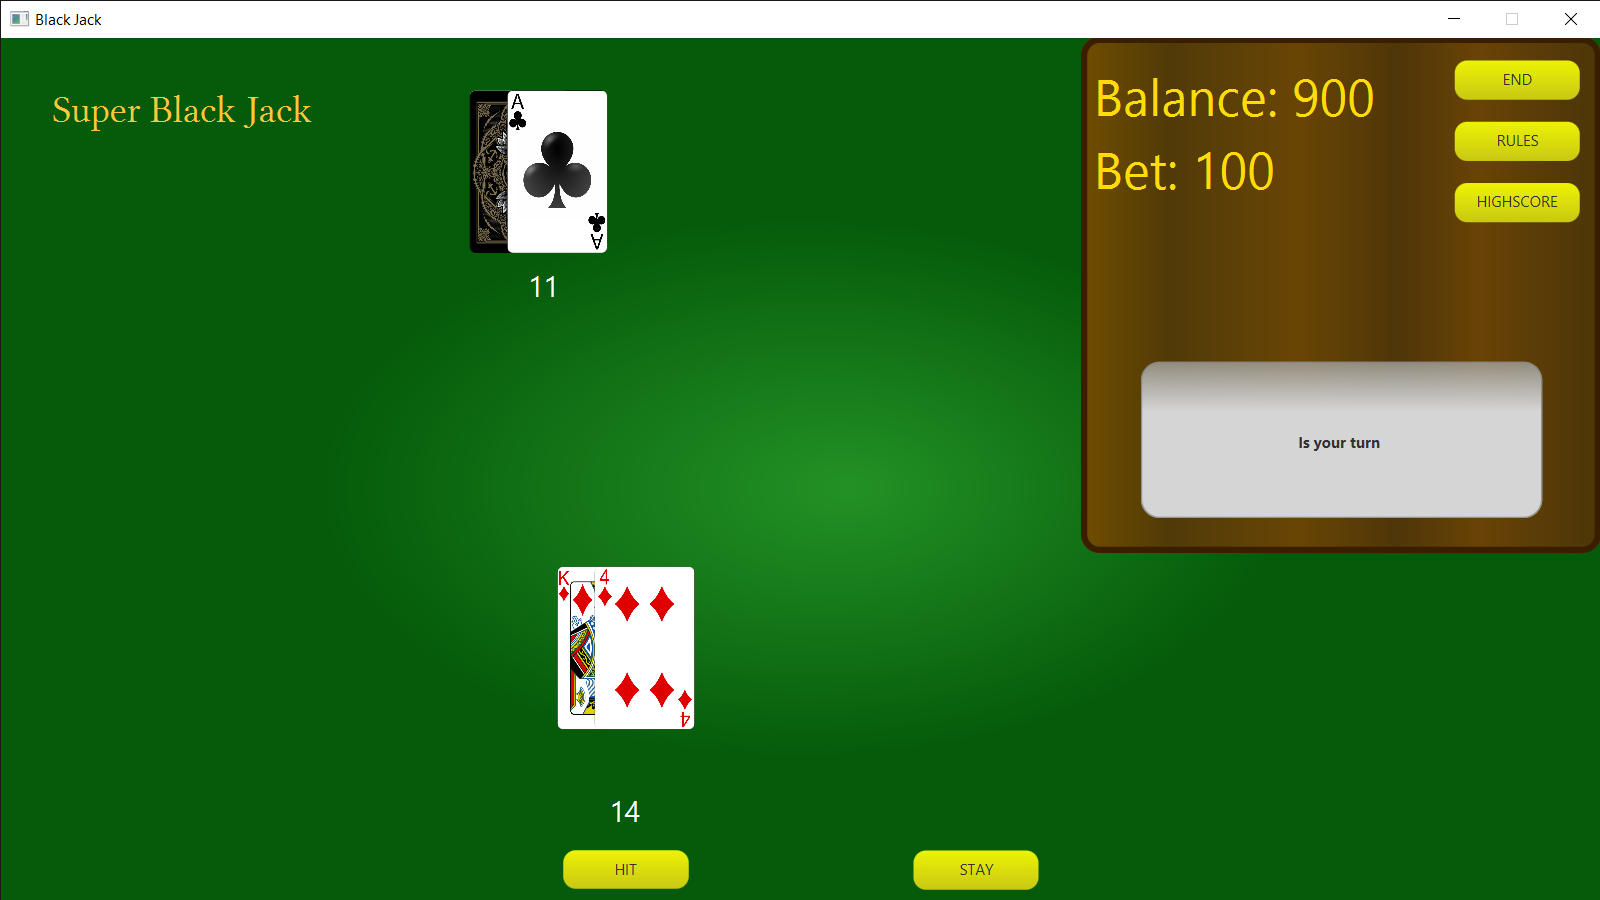 Black Jack
Super Black Jack
A
A
11
Balance: 900
Bet: 100
END
RULES
HIGHSCORE
Is your turn
K
4
4
14
HIT
STAY